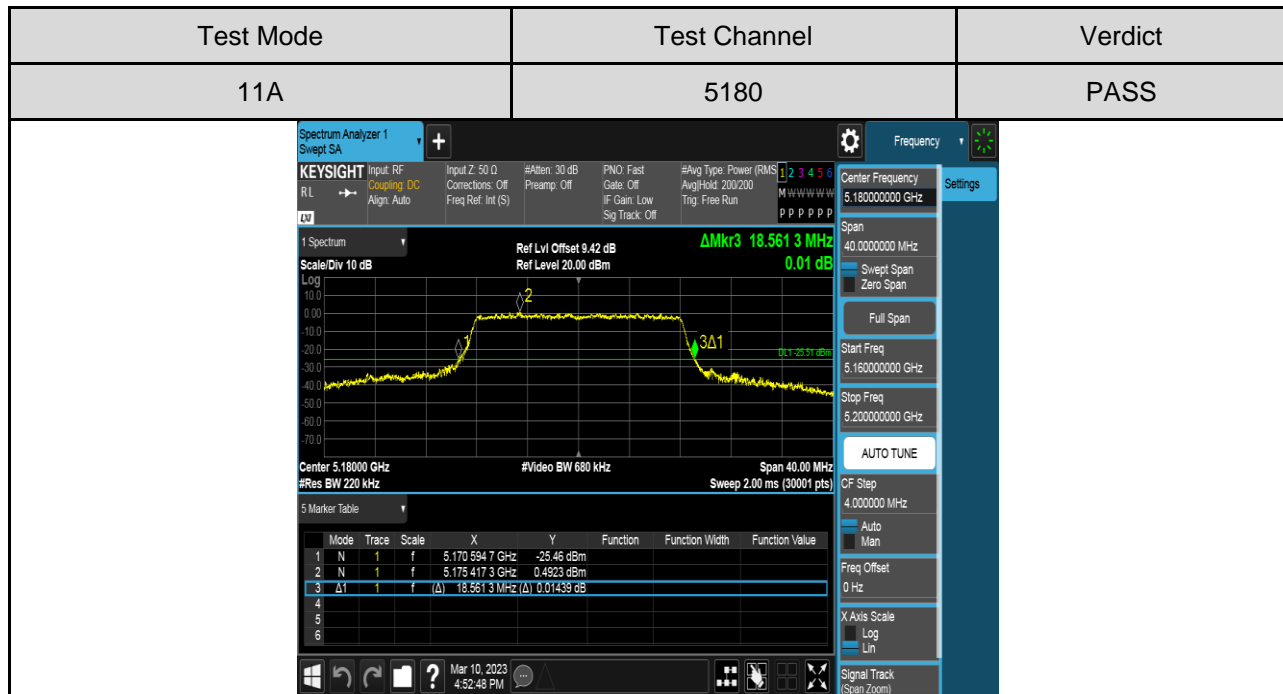 Test Mode Test Channel Verdict
11A 5180 PASS
Spectrum Analyzer 1
Swept SA
+
Frequency
Settings
KEYSIGHT
RL
LXI
Input: RF
Coupling: DC
Align: Auto
Input Z: 50 Ω
Corrections: Off
Freq Ref: Int (S)
#Atten: 30 dB
Preamp: Off
PNO: Fast
Gate: Off
IF Gain: Low
Sig Track: Off
#Avg Type: Power (RMS
Avg|Hold: 200/200
Trig: Free Run
1 2 3 4 5 6
M W W W W W
P P P P P P
1 Spectrum
Scale/Div 10 dB
Ref Lvl Offset 9.42 dB
Ref Level 20.00 dBm
ΔMkr3 18.561 3 MHz
0.01 dB
Log
10.0
0.00
-10.0
-20.0
-30.0
-40.0
-50.0
-60.0
-70.0
2
1
3Δ1
DL1 -25.51 dBm
Center 5.18000 GHz #Video BW 680 kHz Span 40.00 MHz
#Res BW 220 kHz Sweep 2.00 ms (30001 pts)
5 Marker Table
Mode Trace Scale X Y Function Function Width Function Value
1 N 1 f 5.170 594 7 GHz -25.46 dBm
2 N 1 f 5.175 417 3 GHz 0.4923 dBm
3 Δ1 1 f (Δ) 18.561 3 MHz (Δ) 0.01439 dB
4
5
6
Center Frequency
5.180000000 GHz
Span
40.0000000 MHz
Swept Span
Zero Span
Full Span
Start Freq
5.160000000 GHz
Stop Freq
5.200000000 GHz
AUTO TUNE
CF Step
4.000000 MHz
Auto
Man
Freq Offset
0 Hz
X Axis Scale
Log
Lin
Signal Track
(Span Zoom)
?
Mar 10, 2023
4:52:48 PM